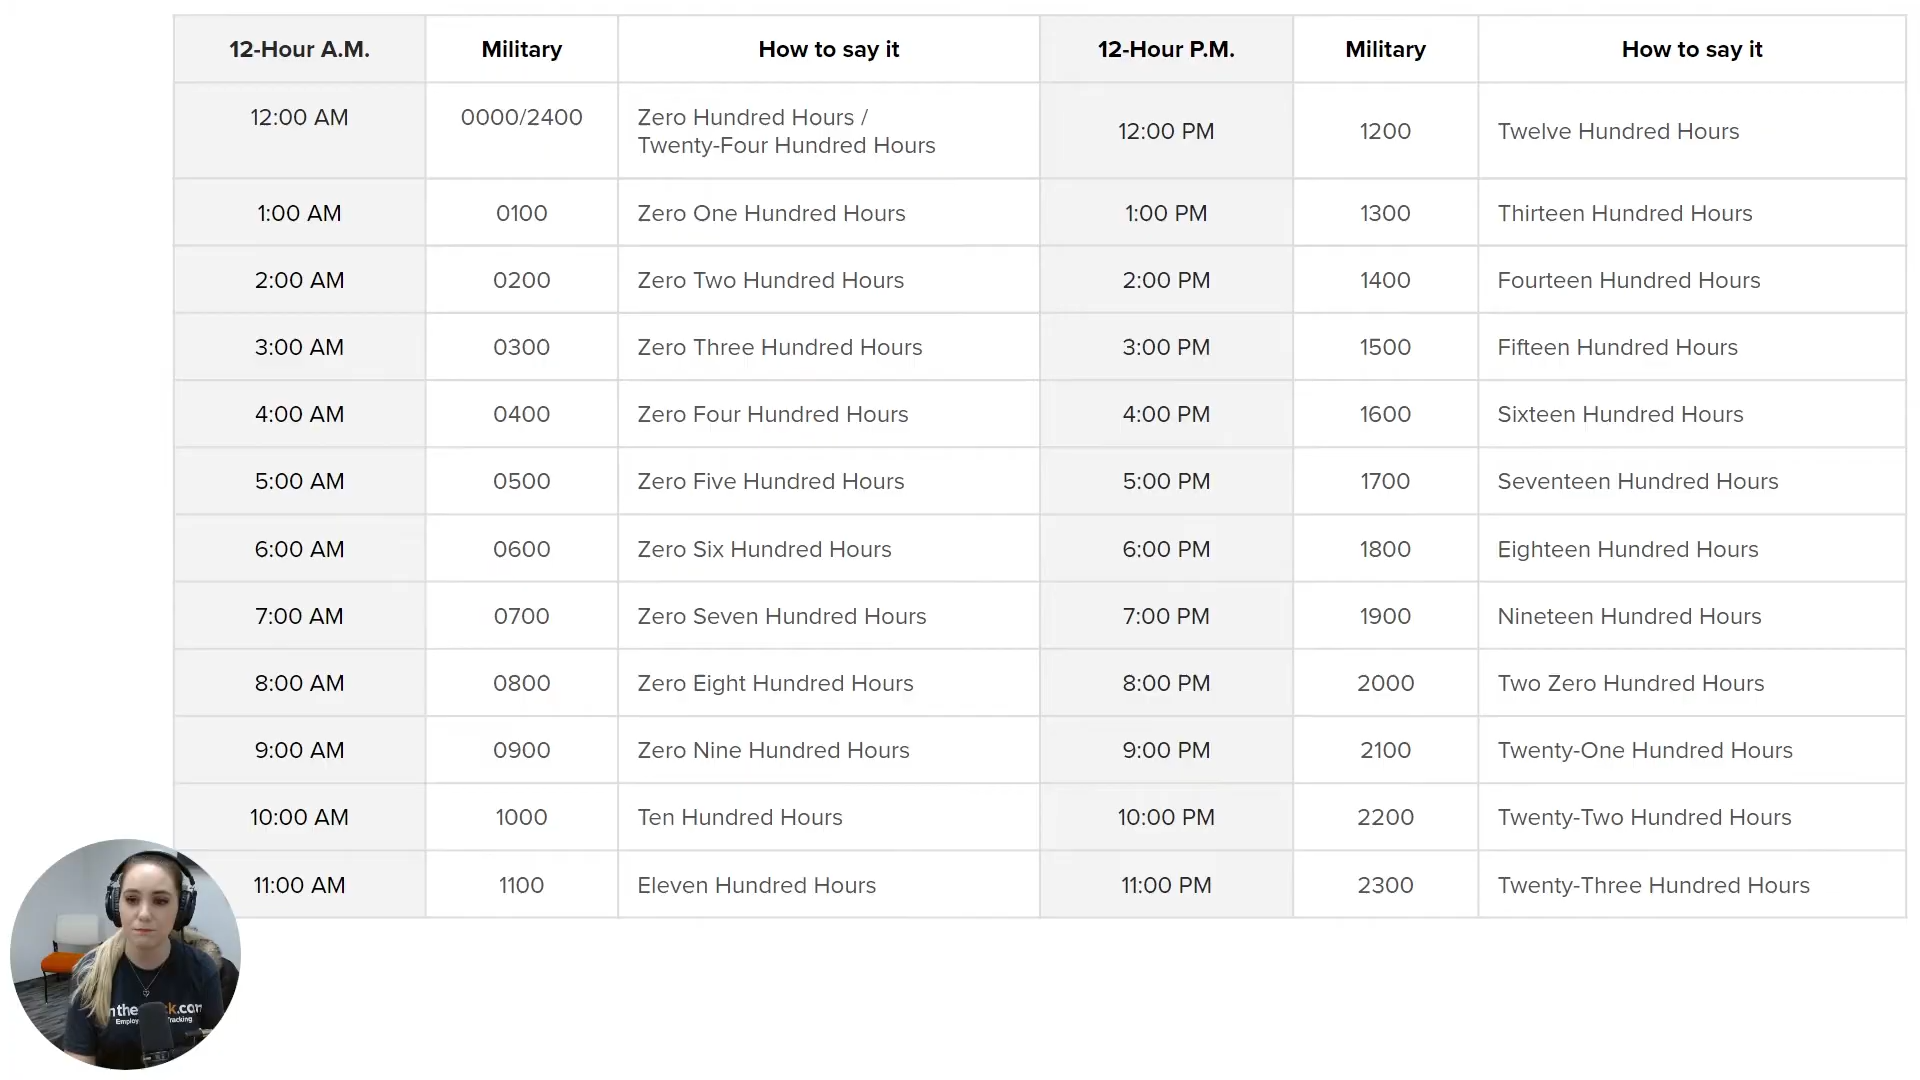 12-Hour A.M. Military How to say it 12-Hour P.M. Military How to say it
12:00 AM 0000/2400 Zero Hundred Hours /
Twenty-Four Hundred Hours 12:00 PM 1200 Twelve Hundred Hours
1:00 AM 0100 Zero One Hundred Hours 1:00 PM 1300 Thirteen Hundred Hours
2:00 AM 0200 Zero Two Hundred Hours 2:00 PM 1400 Fourteen Hundred Hours
3:00 AM 0300 Zero Three Hundred Hours 3:00 PM 1500 Fifteen Hundred Hours
4:00 AM 0400 Zero Four Hundred Hours 4:00 PM 1600 Sixteen Hundred Hours
5:00 AM 0500 Zero Five Hundred Hours 5:00 PM 1700 Seventeen Hundred Hours
6:00 AM 0600 Zero Six Hundred Hours 6:00 PM 1800 Eighteen Hundred Hours
7:00 AM 0700 Zero Seven Hundred Hours 7:00 PM 1900 Nineteen Hundred Hours
8:00 AM 0800 Zero Eight Hundred Hours 8:00 PM 2000 Two Zero Hundred Hours
9:00 AM 0900 Zero Nine Hundred Hours 9:00 PM 2100 Twenty-One Hundred Hours
10:00 AM 1000 Ten Hundred Hours 10:00 PM 2200 Twenty-Two Hundred Hours
11:00 AM 1100 Eleven Hundred Hours 11:00 PM 2300 Twenty-Three Hundred Hours